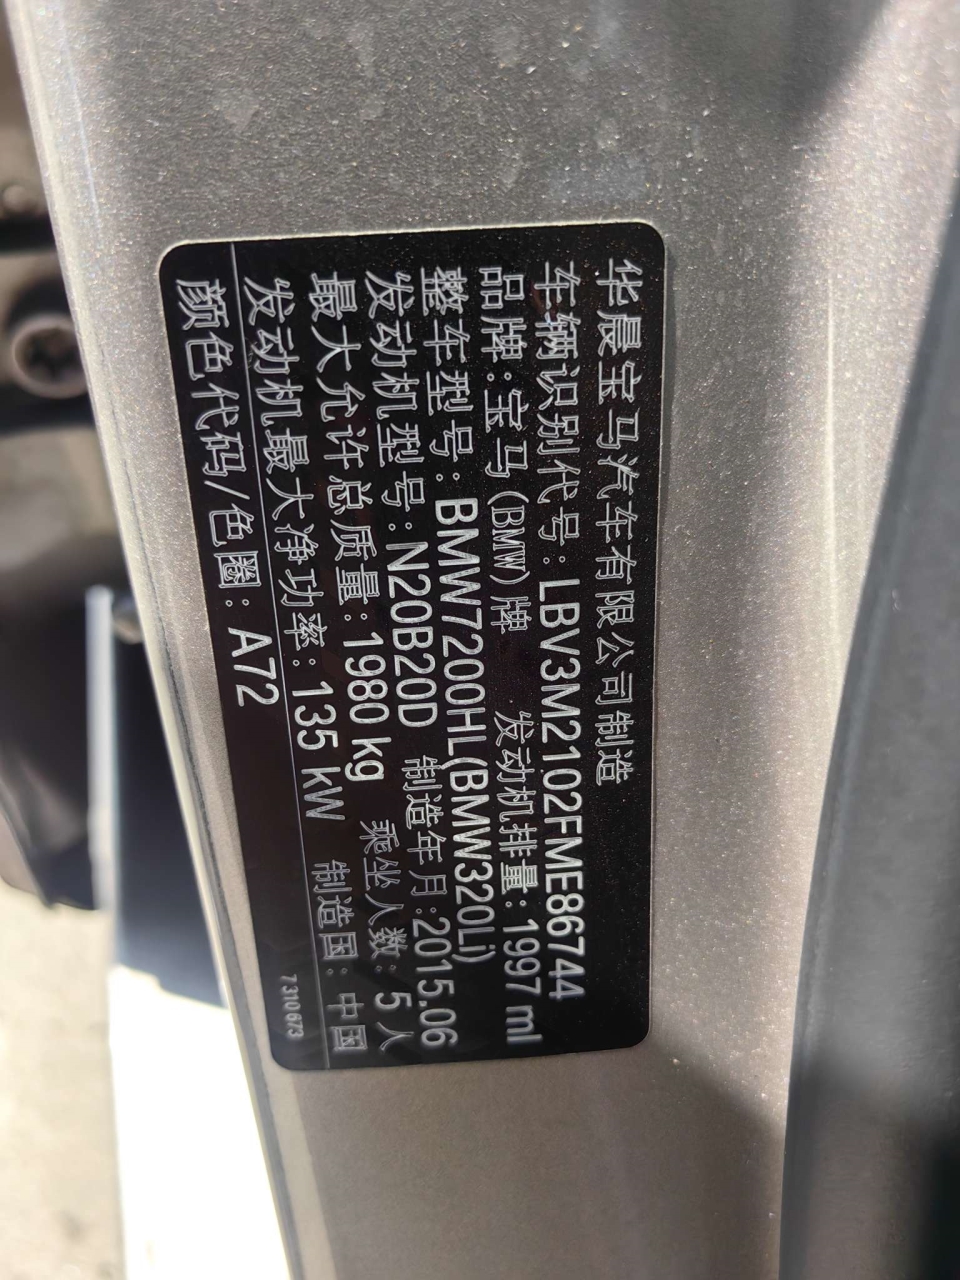 华晨宝马汽车有限公司制造
车辆识别代号:LBV3M2102FME86744
品牌:宝马(BMW)牌 发动机排量:1997 ml
整车型号:BMW7200HL(BMW320Li)
发动机型号:N20B20D 制造年月:2015.06
最大允许总质量:1980 kg 乘坐人数:5人
发动机最大净功率:135 kW 制造国:中国
颜色代码/色圈:A72 7310673